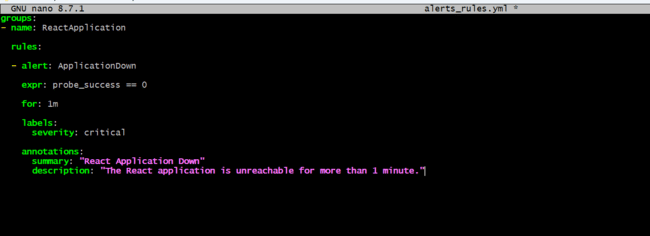 GNU nano 8.7.1 alerts_rules.yml *
groups:
- name: ReactApplication
rules:
- alert: ApplicationDown
expr: probe_success == 0
for: 1m
labels:
severity: critical
annotations:
summary: "React Application Down"
description: "The React application is unreachable for more than 1 minute."